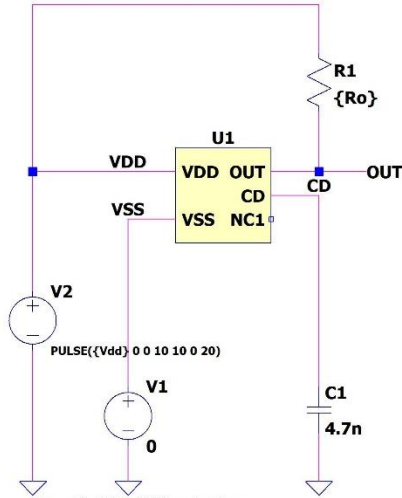 R1
{Ro}
U1
VDD
VDD OUT
OUT
CD
CD
VSS
VSS NC1
V2
PULSE({Vdd} 0 0 10 10 0 20)
V1
0
C1
4.7n